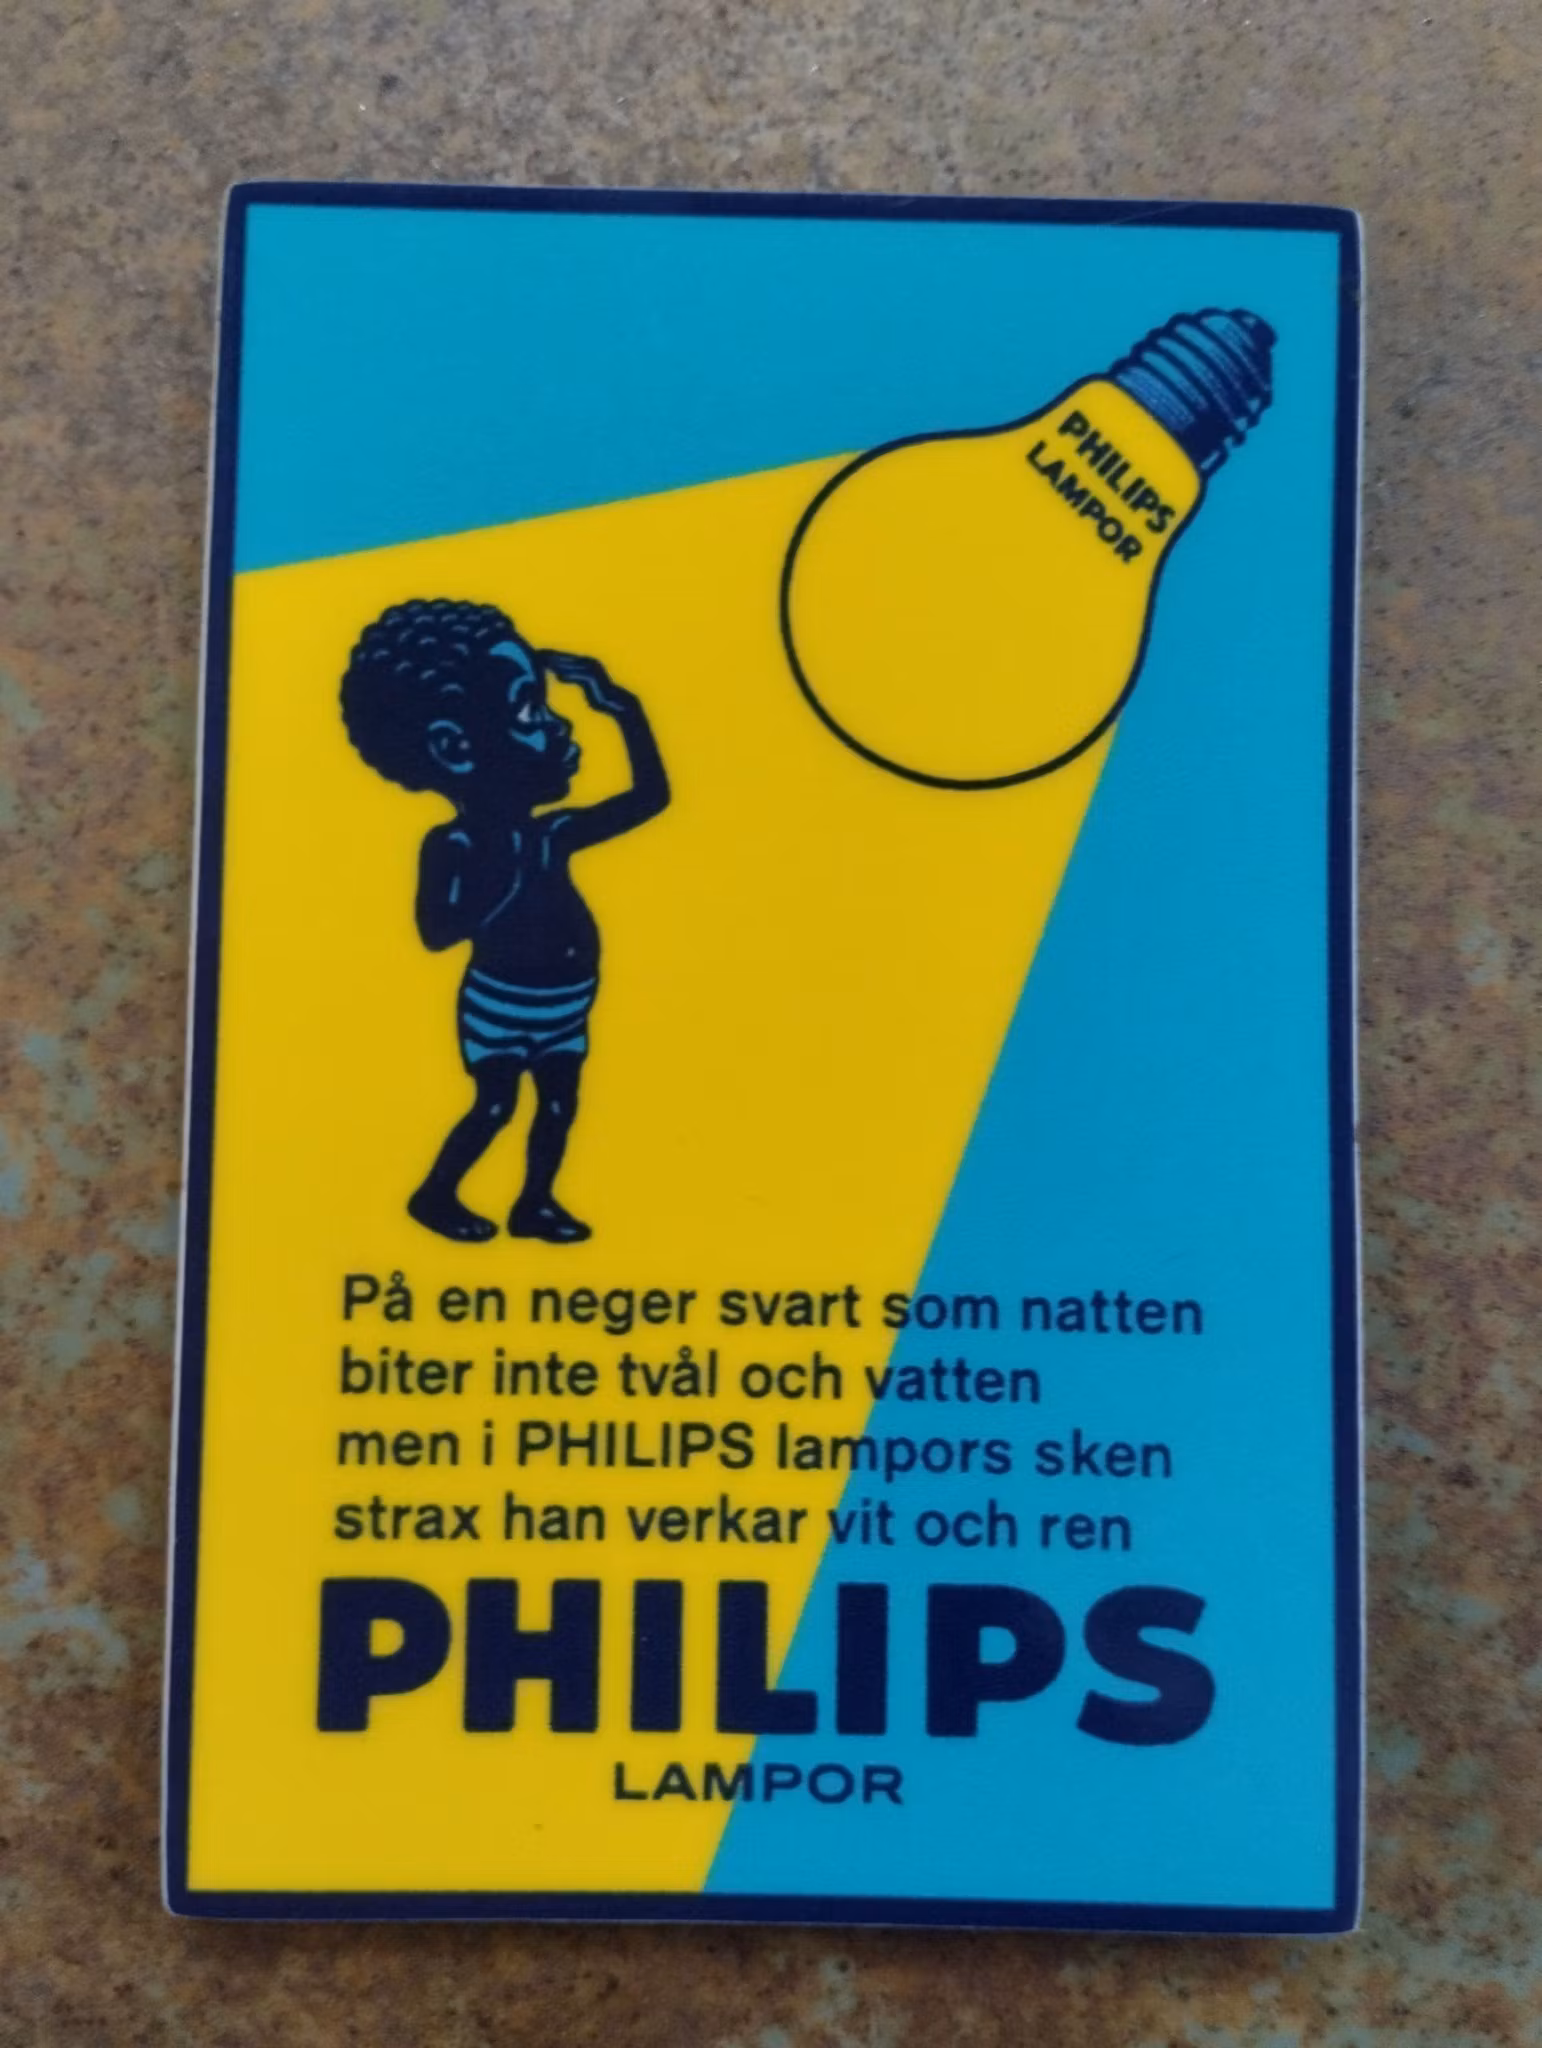 PHILIPS
LAMPOR
På en neger svart som natten
biter inte tvål och vatten
men i PHILIPS lampors sken
strax han verkar vit och ren
PHILIPS
LAMPOR